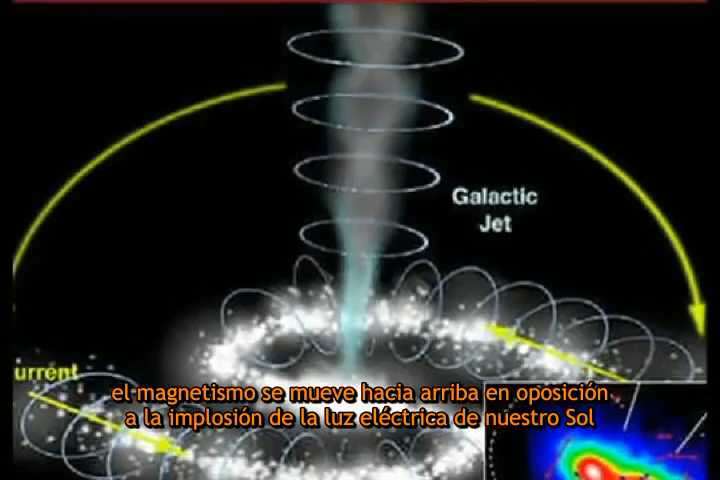 Galactic
Jet
urrent
el magnetismo se mueve hacia arriba en oposición
a la implosión de la luz eléctrica de nuestro Sol